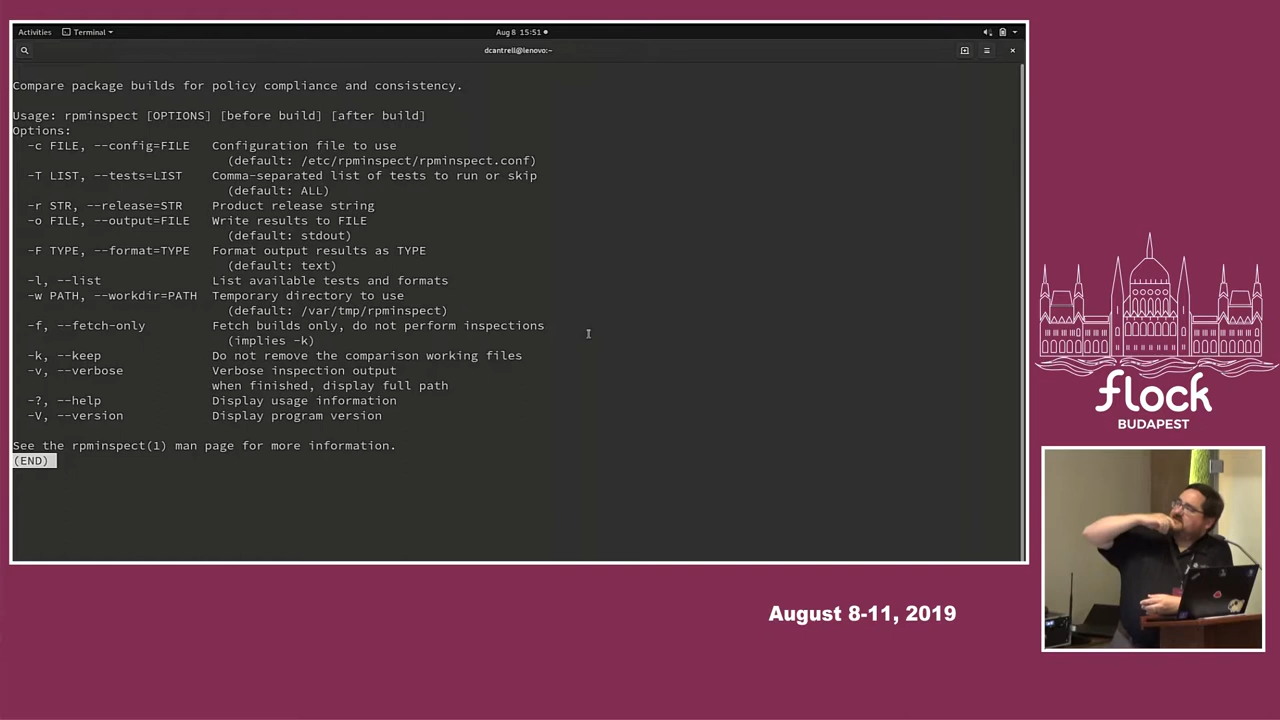 Activities Terminal Aug 8 15:51
dcantrell@lenovo:~
Compare package builds for policy compliance and consistency.
Usage: rpminspect [OPTIONS] [before build] [after build]
Options:
-c FILE, --config=FILE Configuration file to use
(default: /etc/rpminspect/rpminspect.conf)
-T LIST, --tests=LIST Comma-separated list of tests to run or skip
(default: ALL)
-r STR, --release=STR Product release string
-o FILE, --output=FILE Write results to FILE
(default: stdout)
-F TYPE, --format=TYPE Format output results as TYPE
(default: text)
-l, --list List available tests and formats
-w PATH, --workdir=PATH Temporary directory to use
(default: /var/tmp/rpminspect)
-f, --fetch-only Fetch builds only, do not perform inspections
(implies -k)
-k, --keep Do not remove the comparison working files
-v, --verbose Verbose inspection output
when finished, display full path
-?, --help Display usage information
-V, --version Display program version
See the rpminspect(1) man page for more information.
(END)
flock
BUDAPEST
August 8-11, 2019